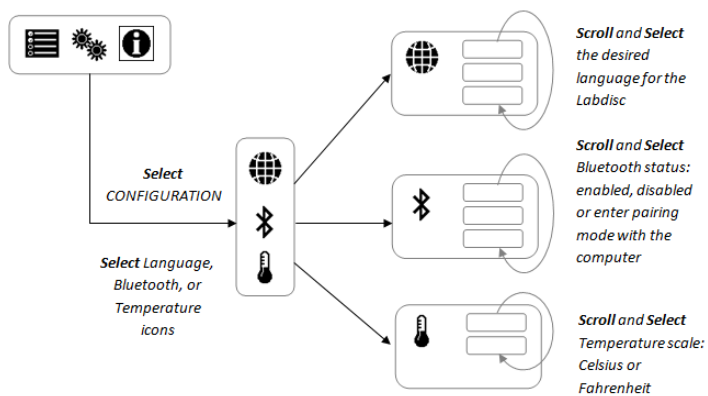 Select
CONFIGURATION
Select Language,
Bluetooth, or
Temperature
icons
Scroll and Select
the desired
language for the
Labdisc
Scroll and Select
Bluetooth status:
enabled, disabled
or enter pairing
mode with the
computer
Scroll and Select
Temperature scale:
Celsius or
Fahrenheit